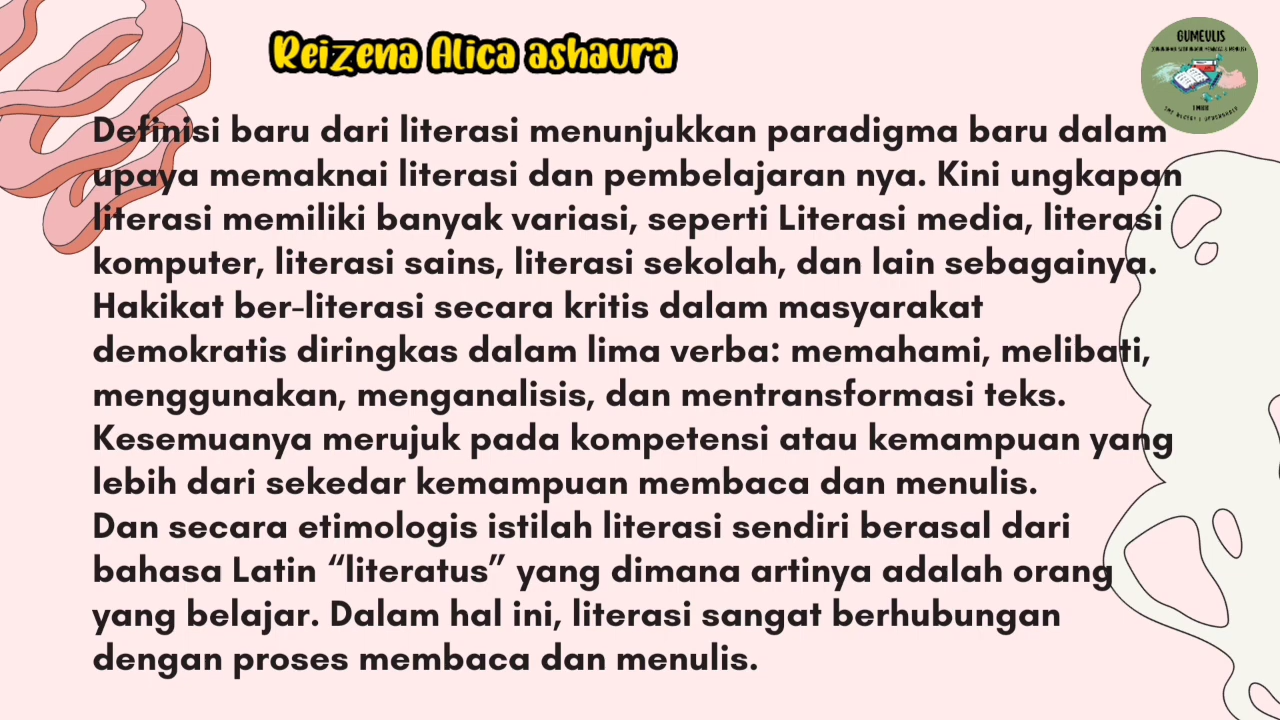 Reizena Alica ashaura
GUMEULIS
Definisi baru dari literasi menunjukkan paradigma baru dalam
upaya memaknai literasi dan pembelajaran nya. Kini ungkapan
literasi memiliki banyak variasi, seperti Literasi media, literasi
komputer, literasi sains, literasi sekolah, dan lain sebagainya.
Hakikat ber-literasi secara kritis dalam masyarakat
demokratis diringkas dalam lima verba: memahami, melibati,
menggunakan, menganalisis, dan mentransformasi teks.
Kesemuanya merujuk pada kompetensi atau kemampuan yang
lebih dari sekedar kemampuan membaca dan menulis.
Dan secara etimologis istilah literasi sendiri berasal dari
bahasa Latin “literatus” yang dimana artinya adalah orang
yang belajar. Dalam hal ini, literasi sangat berhubungan
dengan proses membaca dan menulis.